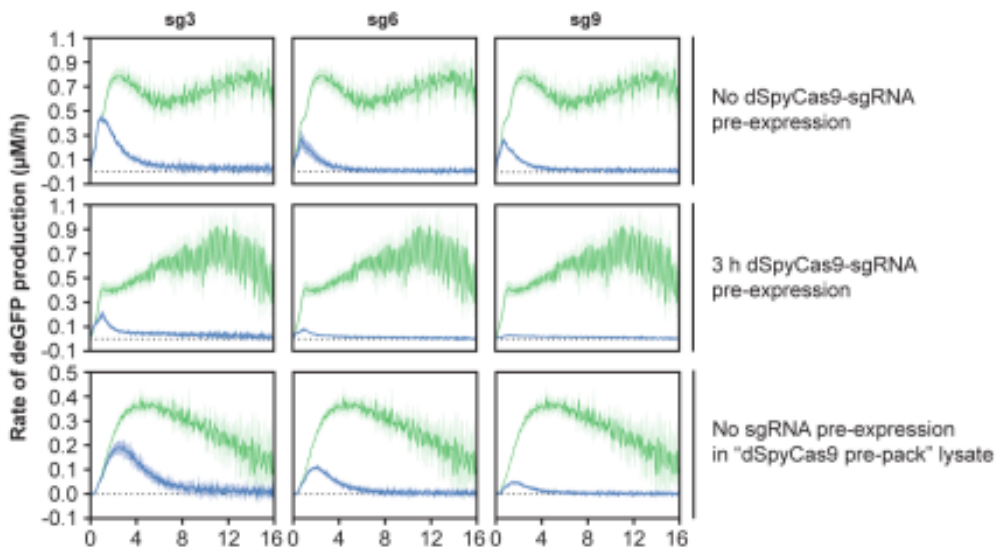 sg3 sg6 sg9
Rate of deGFP production (μM/h)
1.1
0.9
0.7
0.5
0.3
0.1
-0.1
No dSpyCas9-sgRNA
pre-expression
1.1
0.9
0.7
0.5
0.3
0.1
-0.1
3 h dSpyCas9-sgRNA
pre-expression
0.5
0.4
0.3
0.2
0.1
0.0
-0.1
No sgRNA pre-expression
in "dSpyCas9 pre-pack" lysate
0 4 8 12 16 0 4 8 12 16 0 4 8 12 16